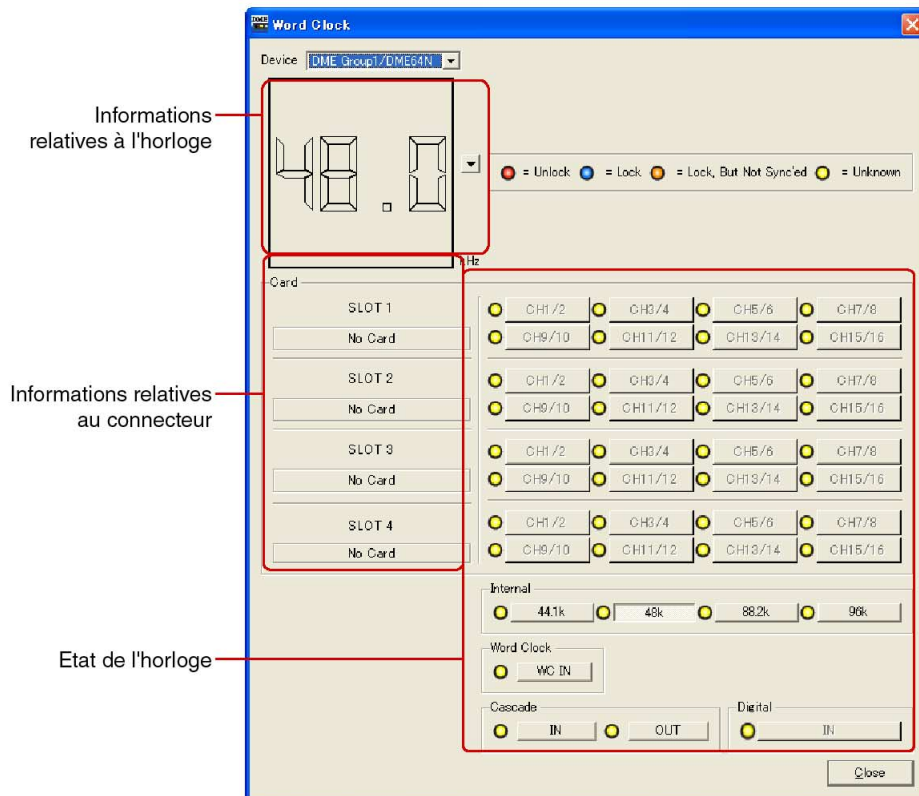 DME
Word Clock
Device DME Group1/DME64N
Informations
relatives à l'horloge
48.0
kHz
= Unlock = Lock = Lock, But Not Sync'ed = Unknown
Card
Informations relatives
au connecteur
SLOT 1
No Card
CH1/2 CH3/4 CH5/6 CH7/8
CH9/10 CH11/12 CH13/14 CH15/16
SLOT 2
No Card
CH1/2 CH3/4 CH5/6 CH7/8
CH9/10 CH11/12 CH13/14 CH15/16
SLOT 3
No Card
CH1/2 CH3/4 CH5/6 CH7/8
CH9/10 CH11/12 CH13/14 CH15/16
SLOT 4
No Card
CH1/2 CH3/4 CH5/6 CH7/8
CH9/10 CH11/12 CH13/14 CH15/16
Etat de l'horloge
Internal
44.1k 48k 88.2k 96k
Word Clock
WC IN
Cascade
IN OUT
Digital
IN
Close